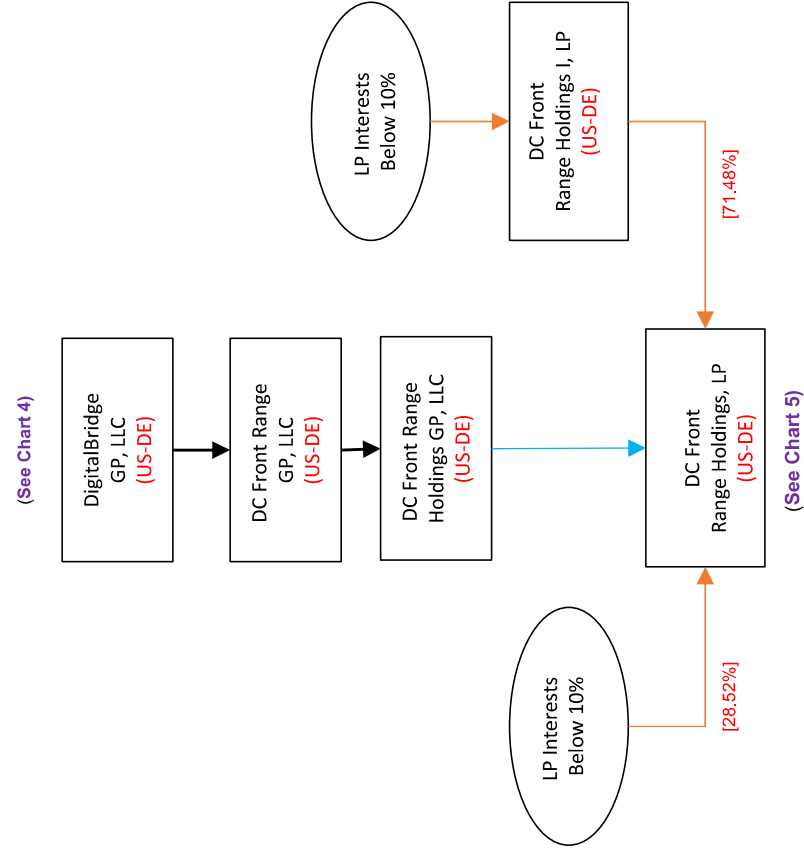 (See Chart 4)
DigitalBridge
GP, LLC
(US-DE)
DC Front Range
GP, LLC
(US-DE)
DC Front Range
Holdings GP, LLC
(US-DE)
LP Interests
Below 10%
DC Front
Range Holdings I, LP
(US-DE)
[71.48%]
LP Interests
Below 10%
[28.52%]
DC Front
Range Holdings, LP
(US-DE)
(See Chart 5)